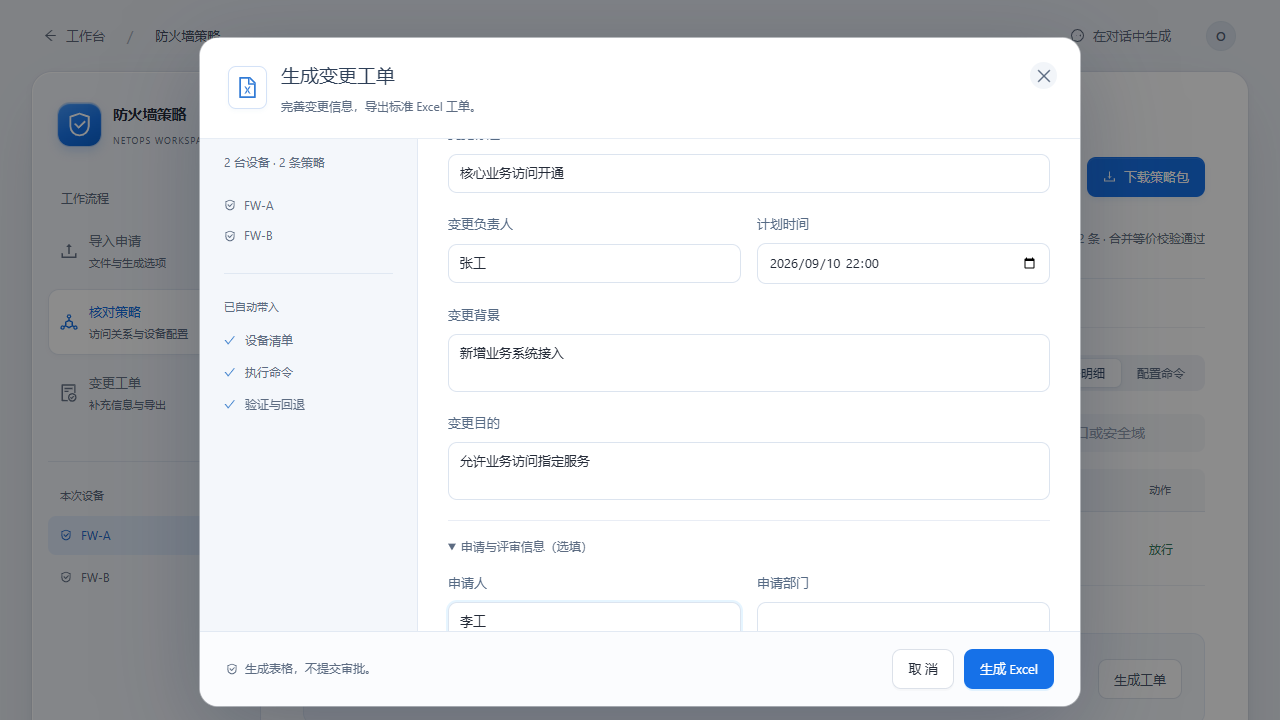 工作台 / 防火墙策略
在对话中生成
O
防火墙策略
NETOPS WORKSPA
工作流程
导入申请
文件与生成选项
核对策略
访问关系与设备配置
变更工单
补充信息与导出
本次设备
FW-A
FW-B
生成变更工单
完善变更信息，导出标准 Excel 工单。
2 台设备 · 2 条策略
FW-A
FW-B
已自动带入
设备清单
执行命令
验证与回退
核心业务访问开通
变更负责人
计划时间
张工
2026/09/10 22:00
变更背景
新增业务系统接入
变更目的
允许业务访问指定服务
▼ 申请与评审信息（选填）
申请人
申请部门
李工
生成表格，不提交审批。
取 消
生成 Excel
下载策略包
2 条 · 合并等价校验通过
明细
配置命令
口或安全域
动作
放行
生成工单